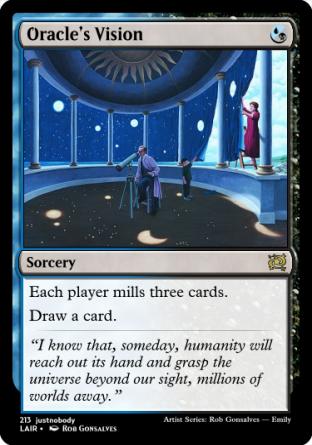 Oracle's Vision
Sorcery
Each player mills three cards.
Draw a card.
“I know that, someday, humanity will
reach out its hand and grasp the
universe beyond our sight, millions of
worlds away.”
213 justnobody
Artist Series: Rob Gonsalves — Emily
LAIR • Rob Gonsalves